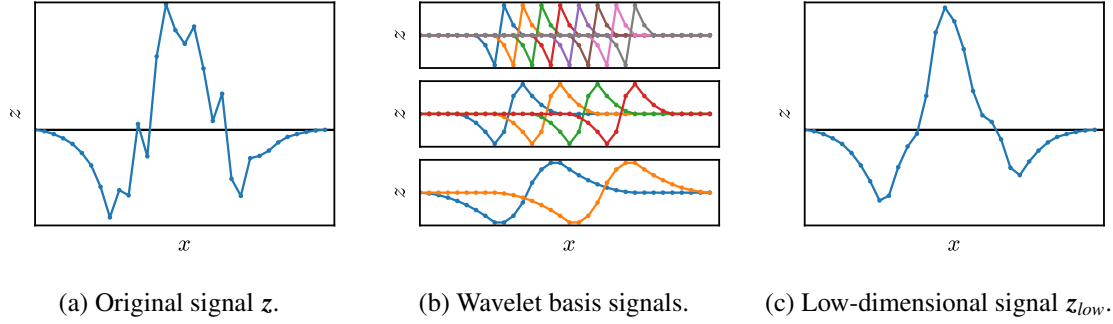 z
x
(a) Original signal z.
z
z
z
x
(b) Wavelet basis signals.
z
x
(c) Low-dimensional signal z_low.